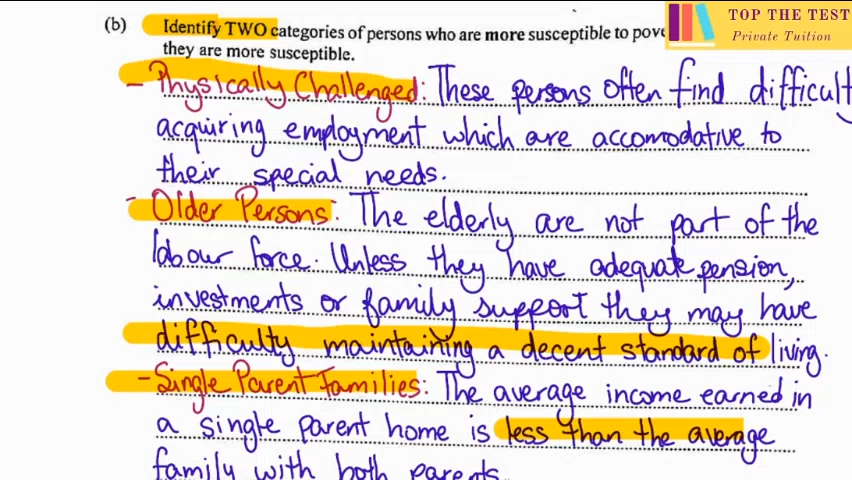 (b) Identify TWO categories of persons who are more susceptible to
they are more susceptible.
TOP THE TEST
Private Tuition
- Physically Challenged: These persons often find difficulty
acquiring employment which are accomodative to
their special needs.
- Older Persons: The elderly are not part of the
labour force. Unless they have adequate pension,
investments or family support they may have
difficulty maintaining a decent standard of living.
- Single Parent Families: The average income earned in
a single parent home is less than the average
family with both parents.